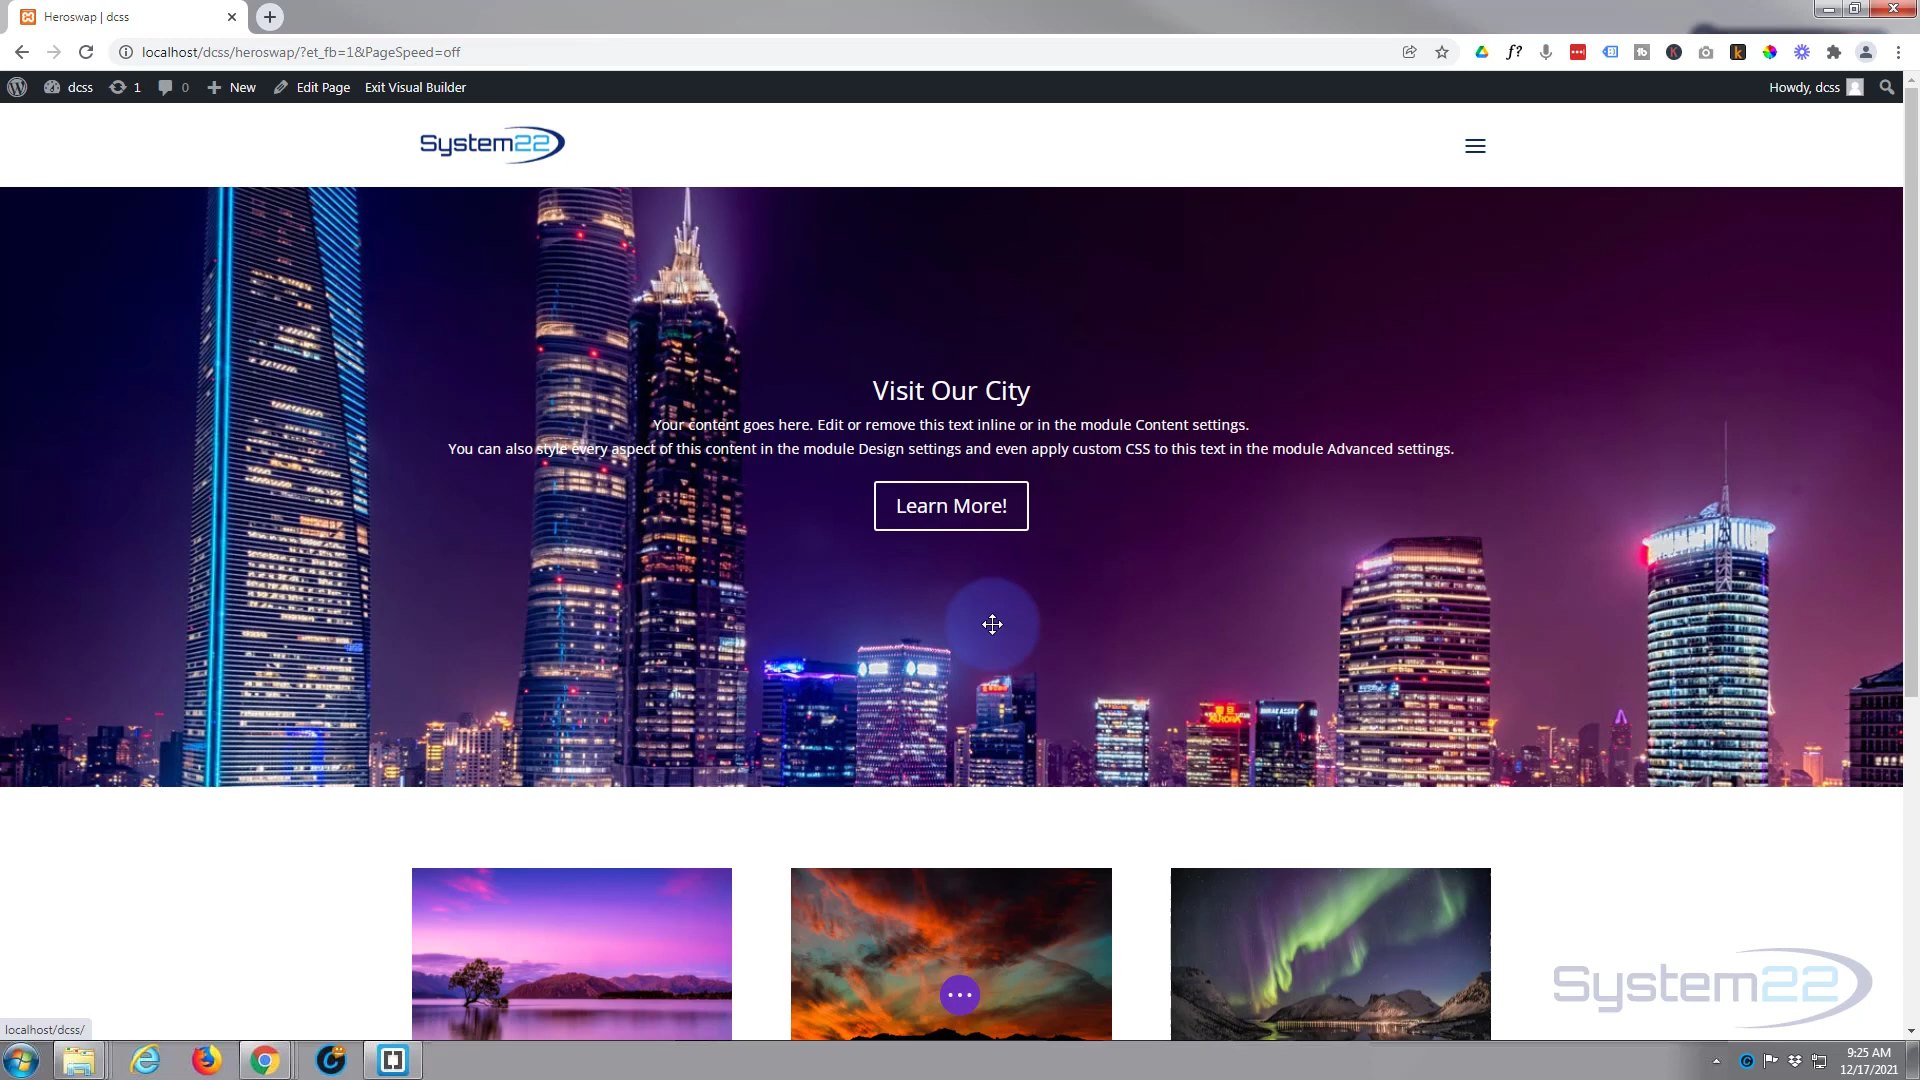 Heroswap | dcss
localhost/dcss/heroswap/?et_fb=1&PageSpeed=off
dcss 1 0 New Edit Page Exit Visual Builder Howdy, dcss
System22
Visit Our City
Your content goes here. Edit or remove this text inline or in the module Content settings.
You can also style every aspect of this content in the module Design settings and even apply custom CSS to this text in the module Advanced settings.
Learn More!
System22
localhost/dcss/
9:25 AM
12/17/2021